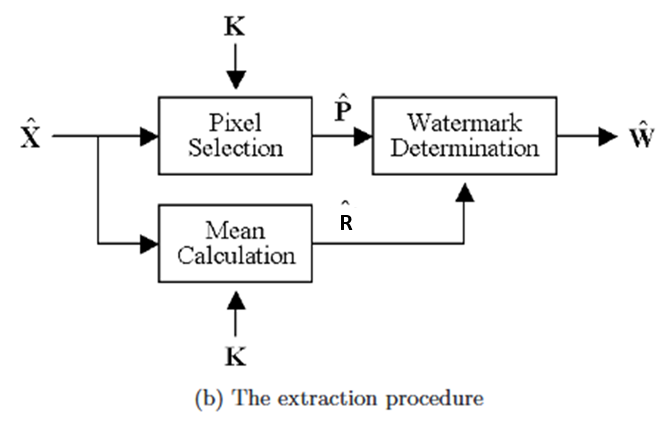 K
X̂
Pixel
Selection
P̂
Watermark
Determination
Ŵ
Mean
Calculation
R̂
K
(b) The extraction procedure